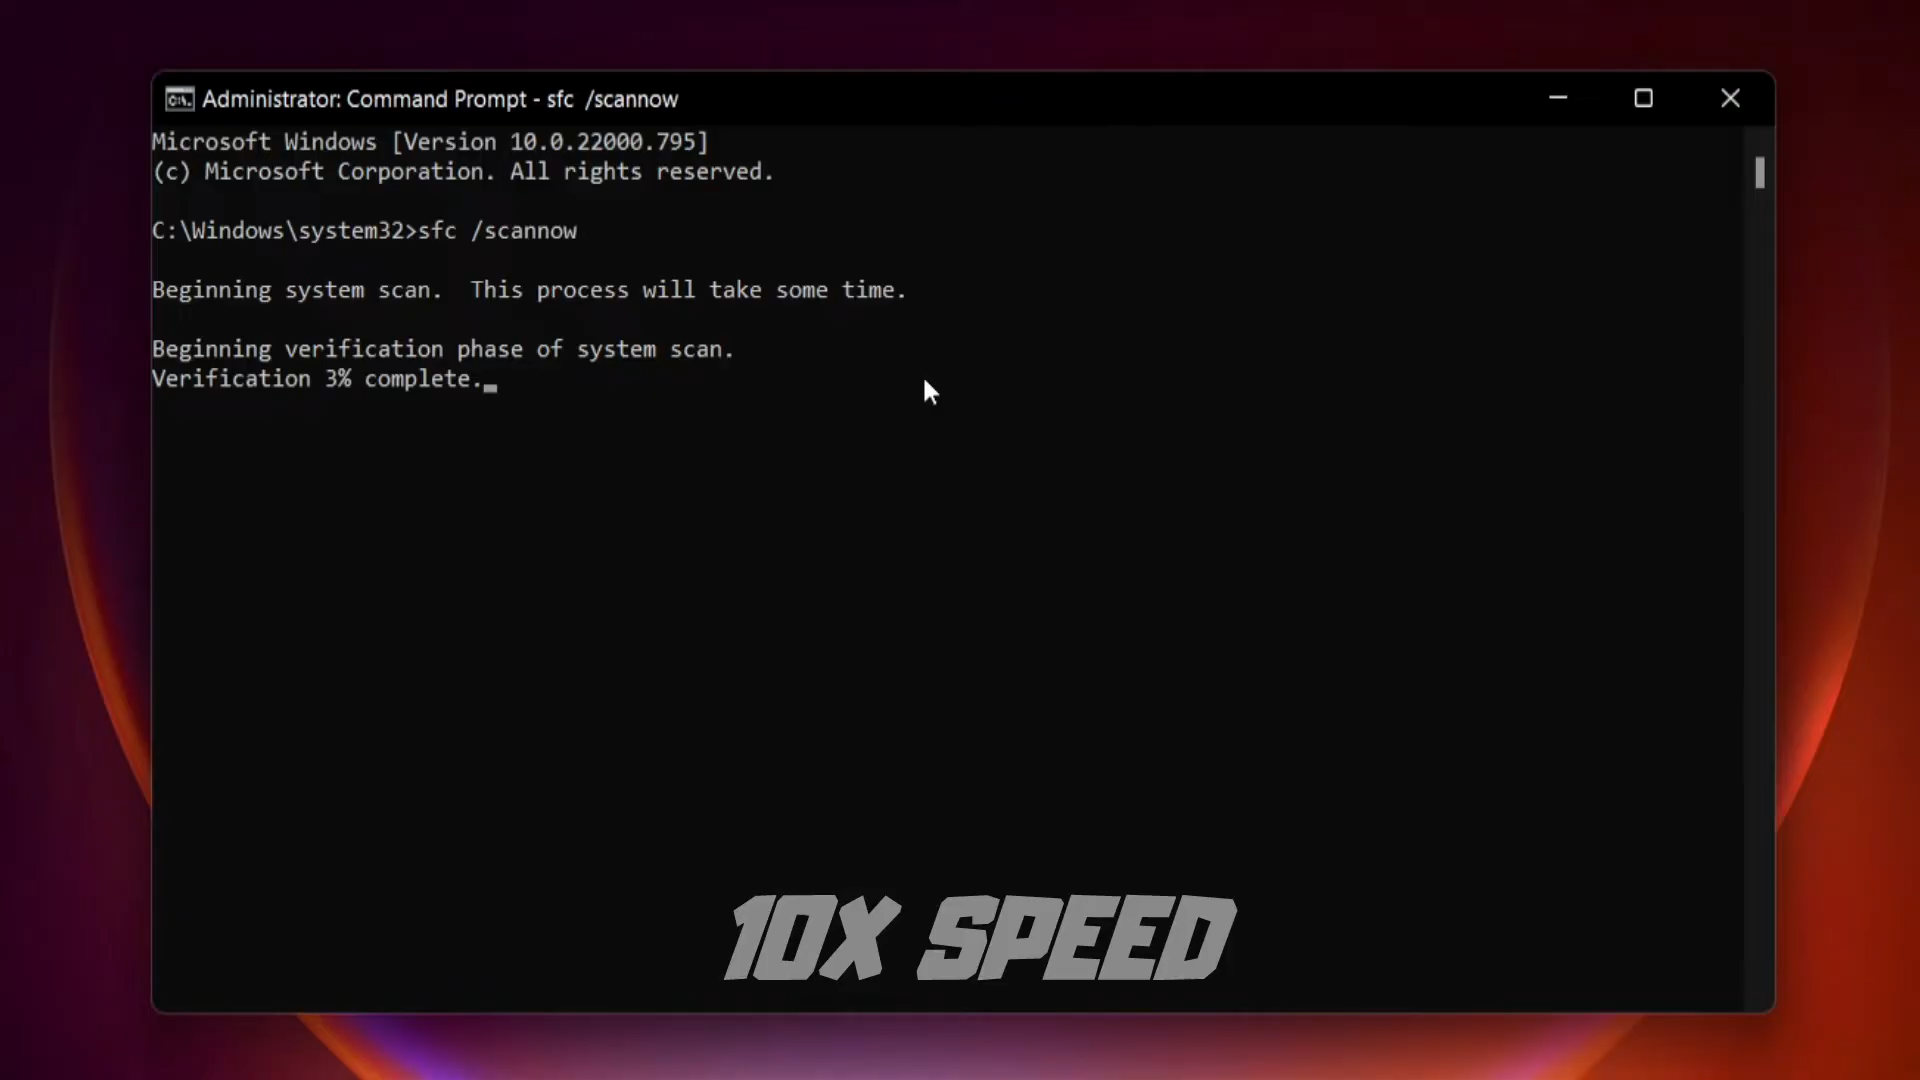 Administrator: Command Prompt - sfc  /scannow
Microsoft Windows [Version 10.0.22000.795]
(c) Microsoft Corporation. All rights reserved.
C:\Windows\system32>sfc /scannow
Beginning system scan.  This process will take some time.
Beginning verification phase of system scan.
Verification 3% complete.
10X SPEED